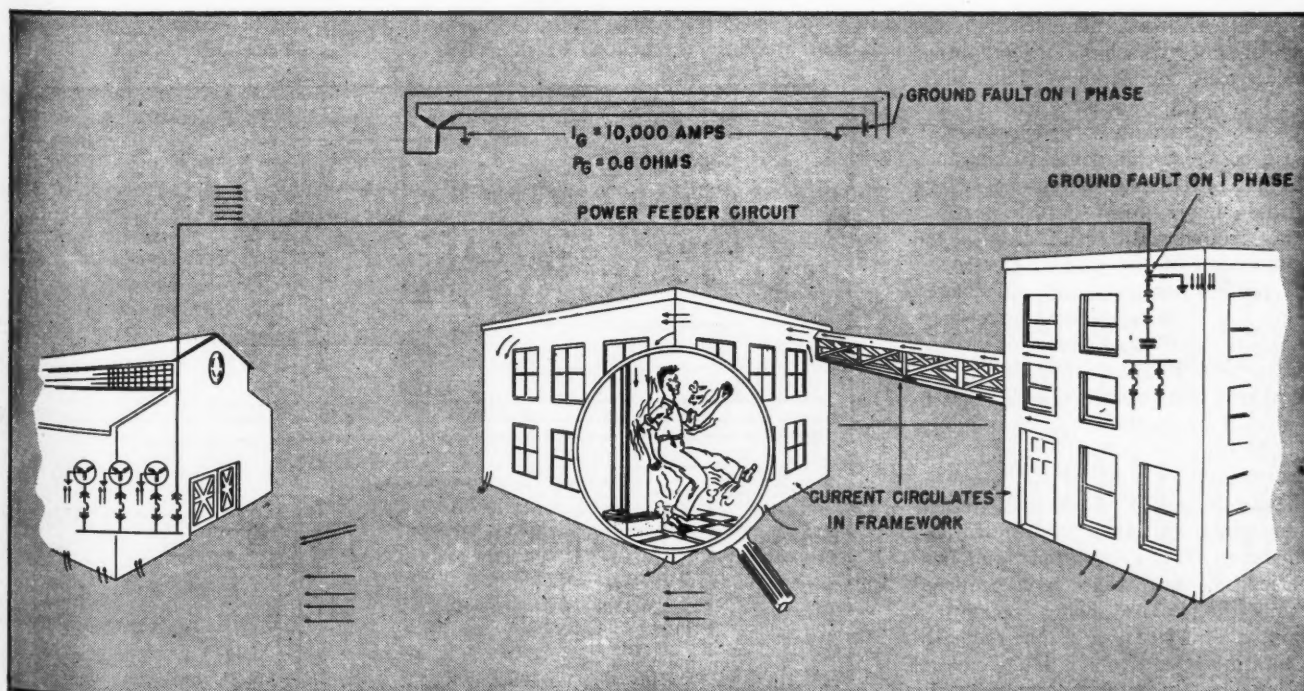 GROUND FAULT ON 1 PHASE
I_G = 10,000 AMPS
R_G = 0.8 OHMS
GROUND FAULT ON 1 PHASE
POWER FEEDER CIRCUIT
CURRENT CIRCULATES
IN FRAMEWORK